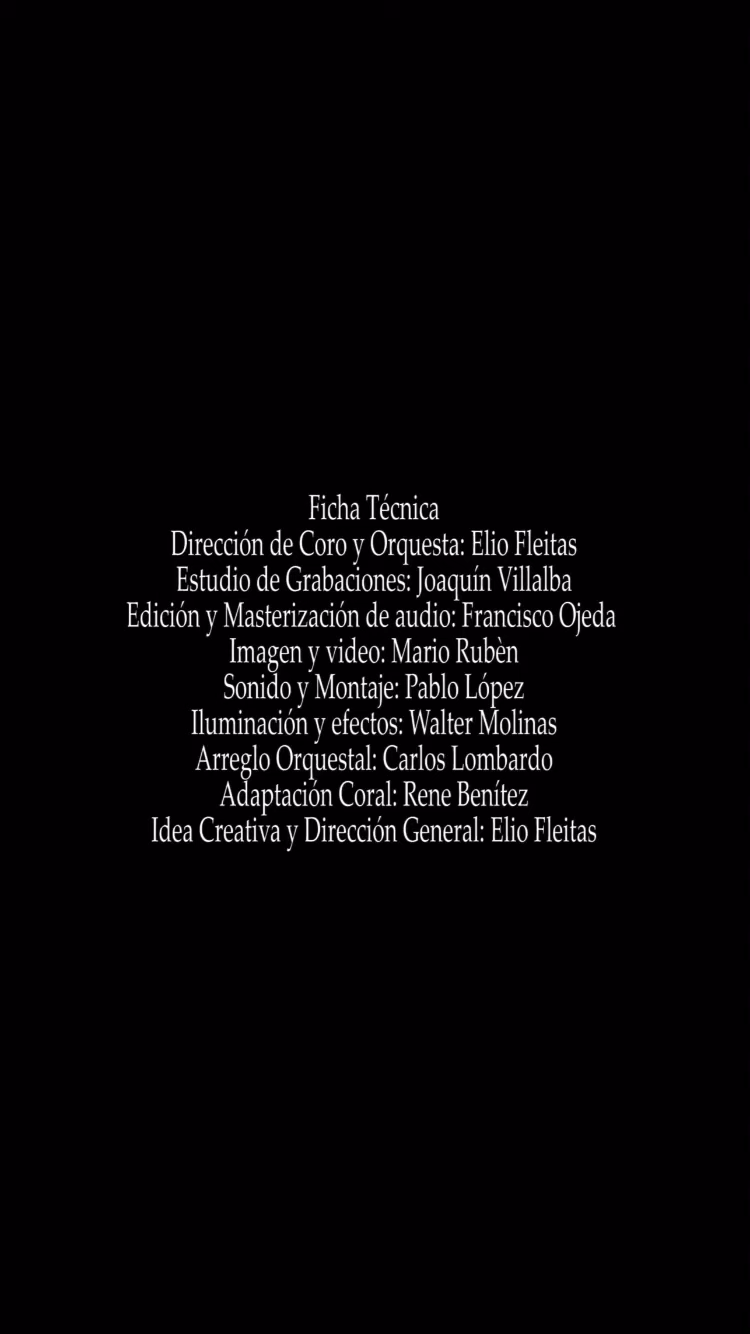 Ficha Técnica
Dirección de Coro y Orquesta: Elio Fleitas
Estudio de Grabaciones: Joaquín Villalba
Edición y Masterización de audio: Francisco Ojeda
Imagen y video: Mario Rubèn
Sonido y Montaje: Pablo López
Iluminación y efectos: Walter Molinas
Arreglo Orquestal: Carlos Lombardo
Adaptación Coral: Rene Benítez
Idea Creativa y Dirección General: Elio Fleitas